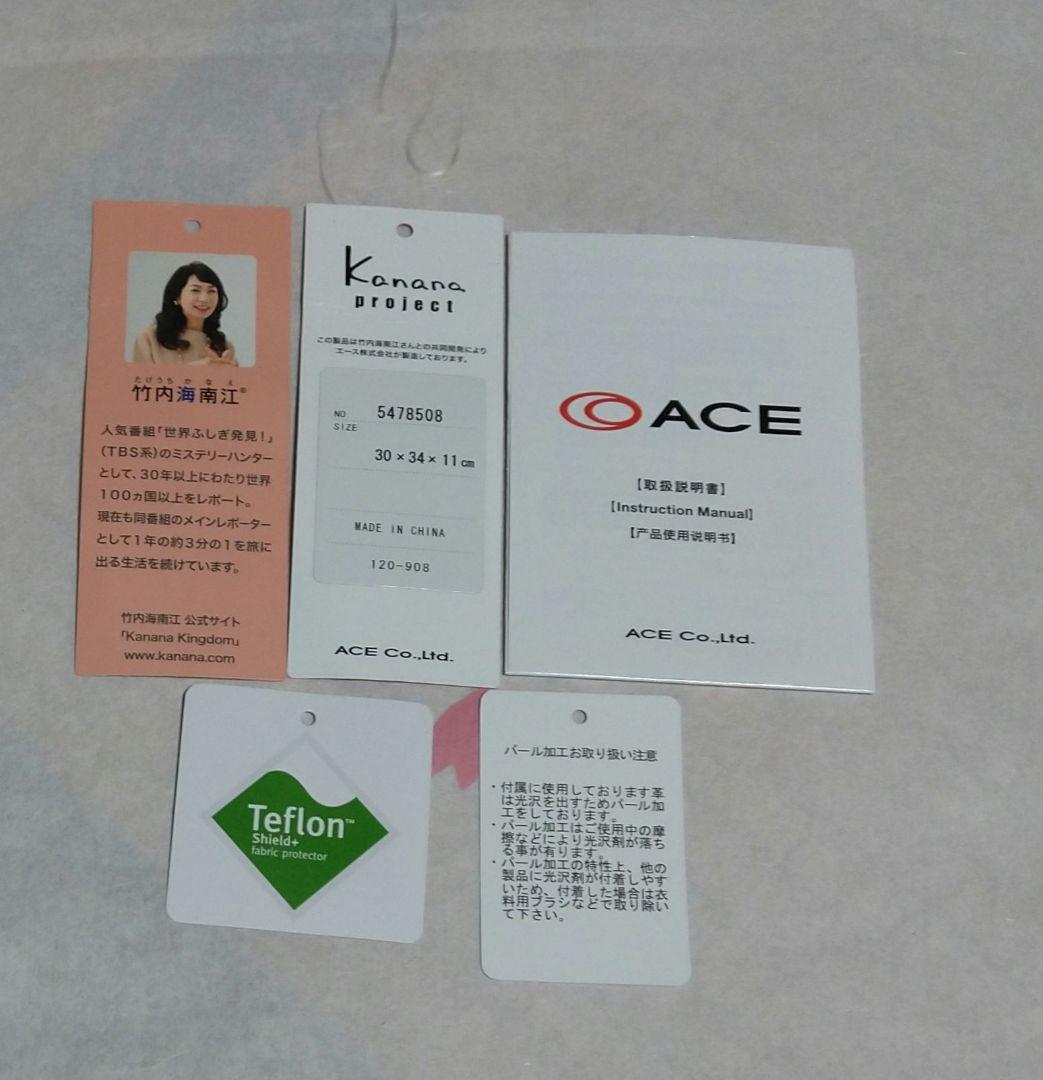 たけうち か な え
竹内海南江®
人気番組「世界ふしぎ発見!」
(TBS系)のミステリーハンター
として、30年以上にわたり世界
100ヵ国以上をレポート。
現在も同番組のメインレポーター
として1年の約3分の1を旅に
出る生活を続けています。
竹内海南江 公式サイト
「Kanana Kingdom」
www.kanana.com
Kanana
project
この製品は竹内海南江さんとの共同開発により
エース株式会社が製造しております。
NO 5478508
SIZE
30×34×11cm
MADE IN CHINA
120-908
ACE Co.,Ltd.
ACE
【取扱説明書】
【Instruction Manual】
【产品使用说明书】
ACE Co.,Ltd.
Teflon™
Shield+
fabric protector
パール加工お取り扱い注意
・付属に使用しております革
は光沢を出すためパール加
工をしております。
・パール加工はご使用中の摩
擦などにより光沢剤が落ち
る事が有ります。
・パール加工の特性上、他の
製品に光沢剤が付着しやす
いため、付着した場合は衣
料用ブラシなどで取り除い
て下さい。